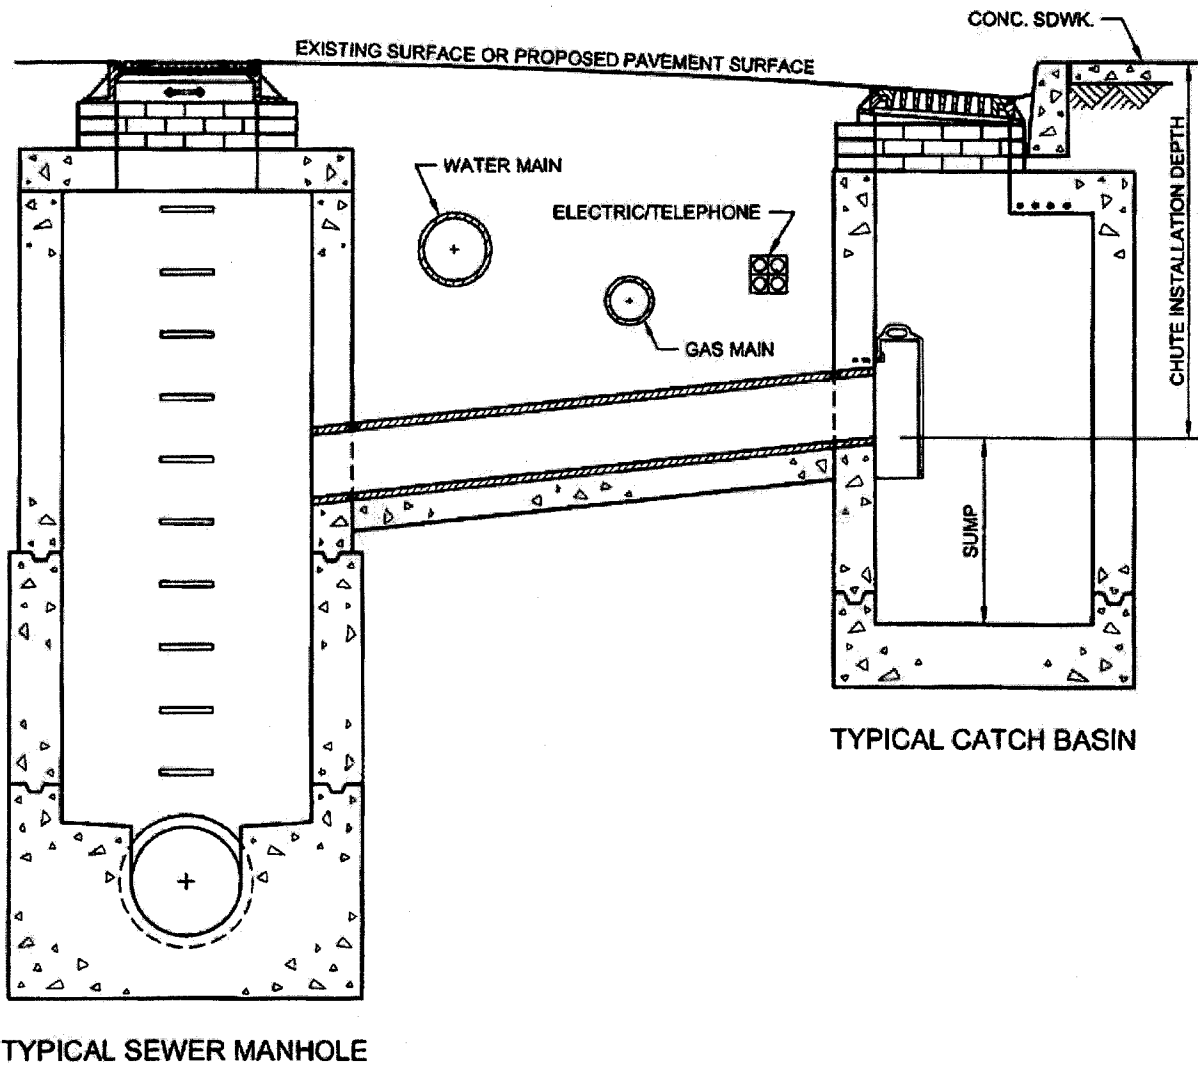 CONC. SDWK.
EXISTING SURFACE OR PROPOSED PAVEMENT SURFACE
WATER MAIN
ELECTRIC/TELEPHONE
GAS MAIN
CHUTE INSTALLATION DEPTH
SUMP
TYPICAL CATCH BASIN
TYPICAL SEWER MANHOLE